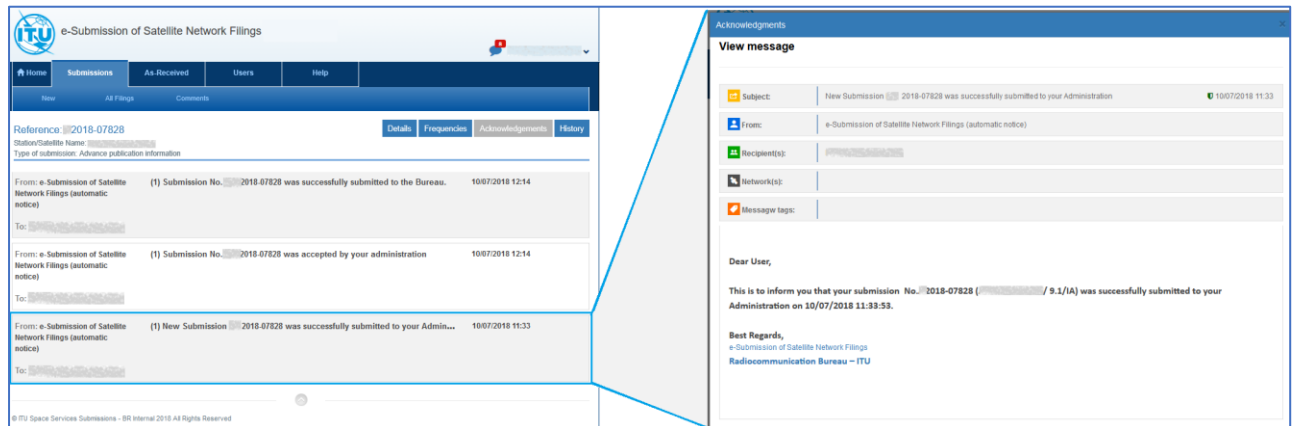 ITU
e-Submission of Satellite Network Filings
Home Submissions As-Received Users Help
New All Filings Comments
Reference: 2018-07828
Details Frequencies Acknowledgements History
Station/Satellite Name:
Type of submission: Advance publication information
From: e-Submission of Satellite (1) Submission No. 2018-07828 was successfully submitted to the Bureau. 10/07/2018 12:14
Network Filings (automatic
notice)
To:
From: e-Submission of Satellite (1) Submission No. 2018-07828 was accepted by your administration 10/07/2018 12:14
Network Filings (automatic
notice)
To:
From: e-Submission of Satellite (1) New Submission 2018-07828 was successfully submitted to your Admin... 10/07/2018 11:33
Network Filings (automatic
notice)
To:
© ITU Space Services Submissions - BR Internal 2018 All Rights Reserved
Acknowledgments ×
View message
Subject: New Submission 2018-07828 was successfully submitted to your Administration 10/07/2018 11:33
From: e-Submission of Satellite Network Filings (automatic notice)
Recipient(s):
Network(s):
Messagw tags:
Dear User,
This is to inform you that your submission No. 2018-07828 ( / 9.1/IA) was successfully submitted to your
Administration on 10/07/2018 11:33:53.
Best Regards,
e-Submission of Satellite Network Filings
Radiocommunication Bureau – ITU